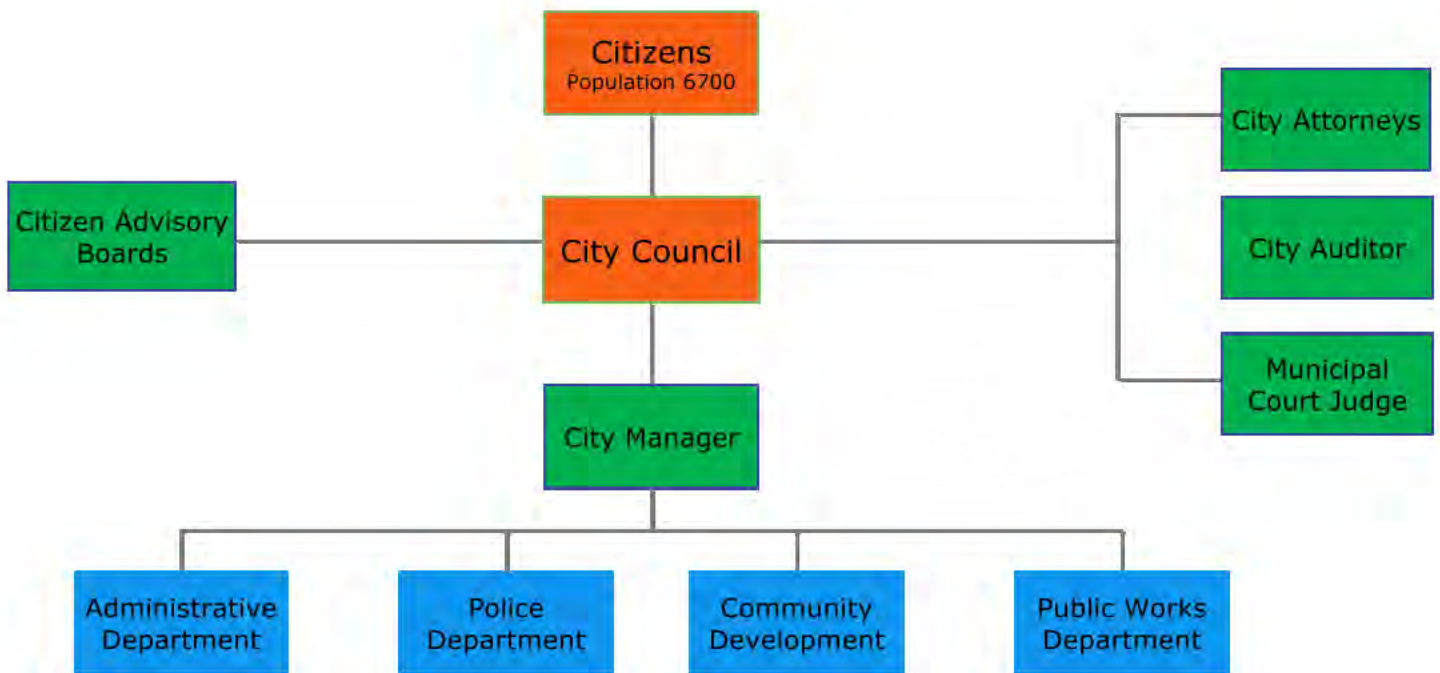 Citizens
Population 6700
City Attorneys
Citizen Advisory
Boards
City Council
City Auditor
Municipal
Court Judge
City Manager
Administrative
Department
Police
Department
Community
Development
Public Works
Department